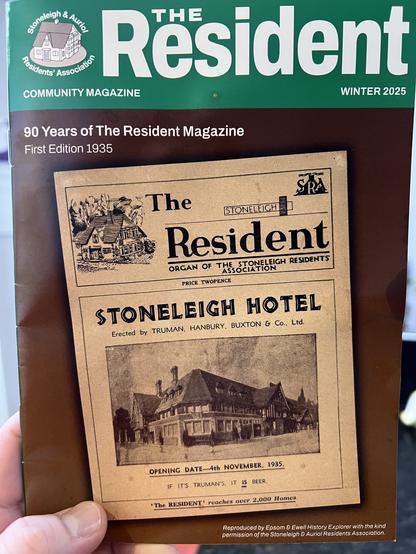 Stoneleigh & Auriol
Residents' Association
THE
Resident
COMMUNITY MAGAZINE
WINTER 2025
90 Years of The Resident Magazine
First Edition 1935
The
STONELEIGH
SRA
Resident
ORGAN OF THE STONELEIGH RESIDENTS'
ASSOCIATION
PRICE TWOPENCE
STONELEIGH HOTEL
Erected by TRUMAN, HANBURY, BUXTON & Co., Ltd.
OPENING DATE—4th NOVEMBER, 1935.
IF IT'S TRUMAN'S, IT IS BEER.
'The RESIDENT' reaches over 2,000 Homes
Reproduced by Epsom & Ewell History Explorer with the kind
permission of the Stoneleigh & Auriol Residents Association.